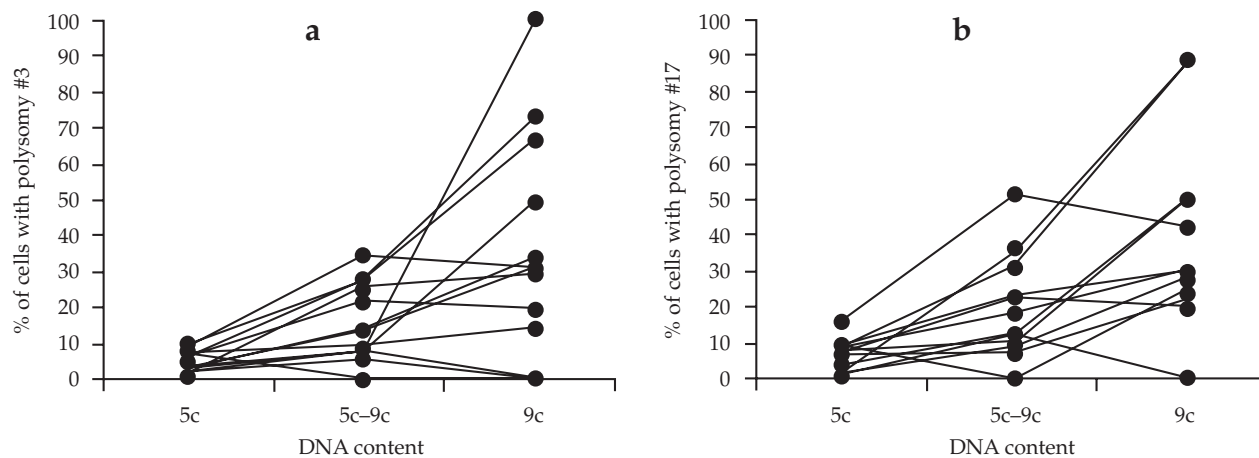 a
% of cells with polysomy #3
100
90
80
70
60
50
40
30
20
10
0
5c
5c–9c
9c
DNA content
b
% of cells with polysomy #17
100
90
80
70
60
50
40
30
20
10
0
5c
5c–9c
9c
DNA content